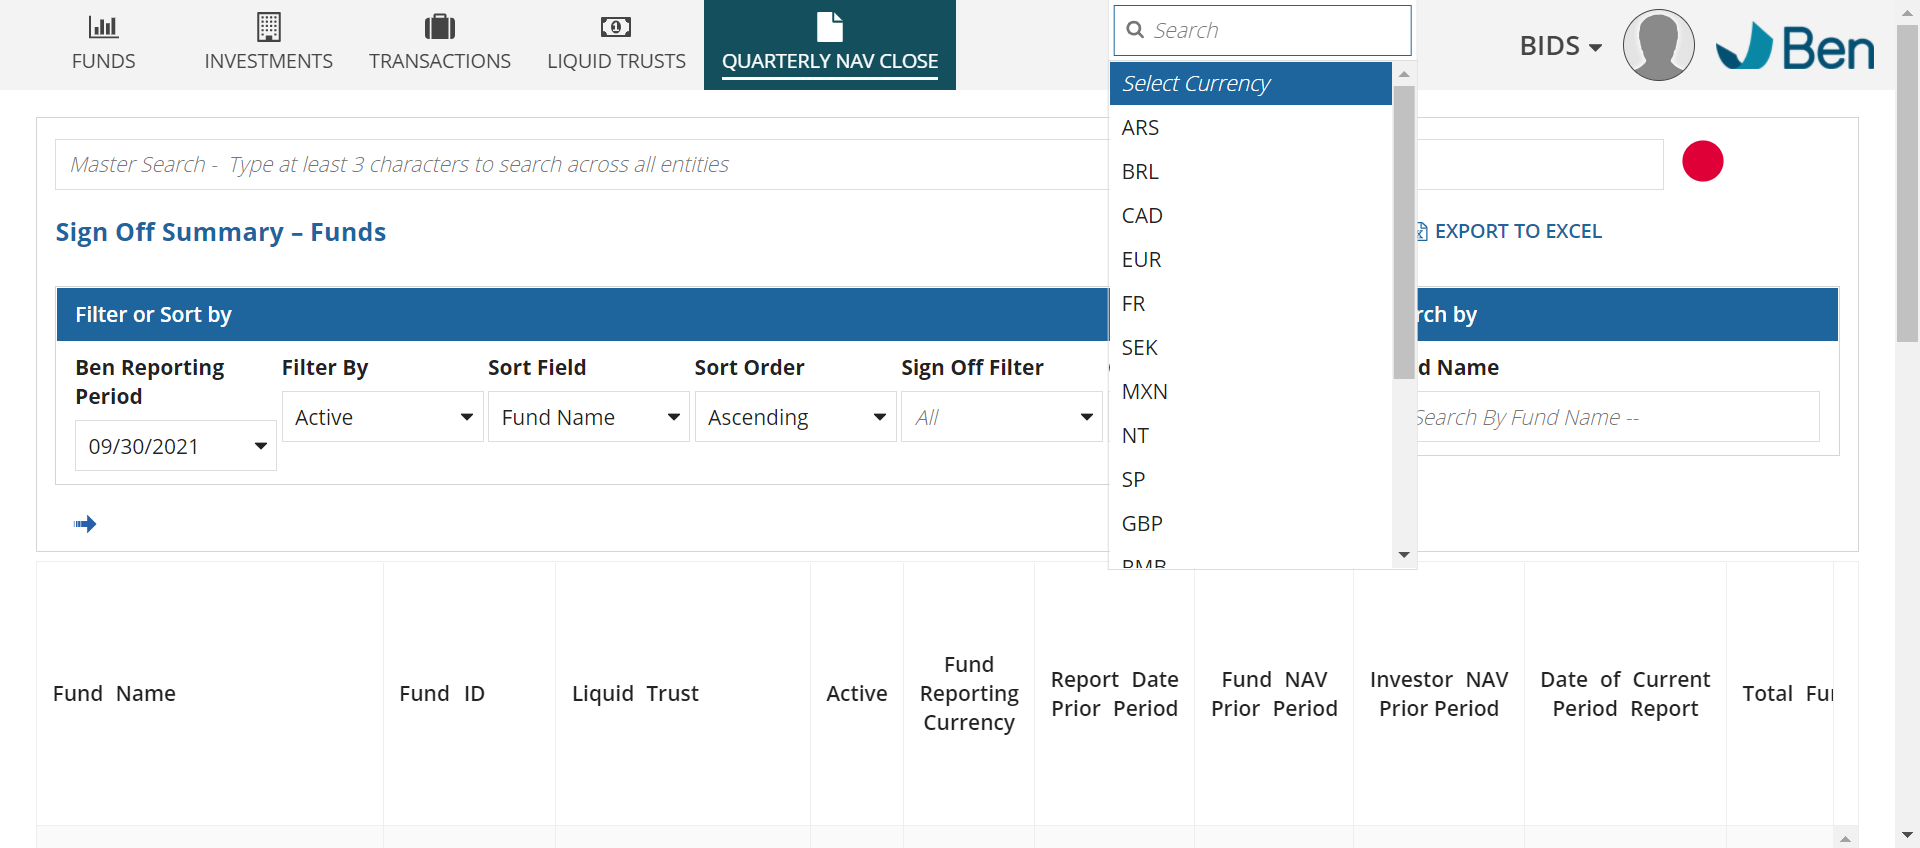 FUNDS
INVESTMENTS
TRANSACTIONS
LIQUID TRUSTS
QUARTERLY NAV CLOSE
Search
BIDS
Ben
Select Currency
ARS
BRL
CAD
EUR
FR
SEK
MXN
NT
SP
GBP
RMB
Master Search - Type at least 3 characters to search across all entities
Sign Off Summary – Funds
EXPORT TO EXCEL
Filter or Sort by
rch by
Ben Reporting
Period
09/30/2021
Filter By
Active
Sort Field
Fund Name
Sort Order
Ascending
Sign Off Filter
All
d Name
Search By Fund Name --
Fund Name
Fund ID
Liquid Trust
Active
Fund
Reporting
Currency
Report Date
Prior Period
Fund NAV
Prior Period
Investor NAV
Prior Period
Date of Current
Period Report
Total Fun